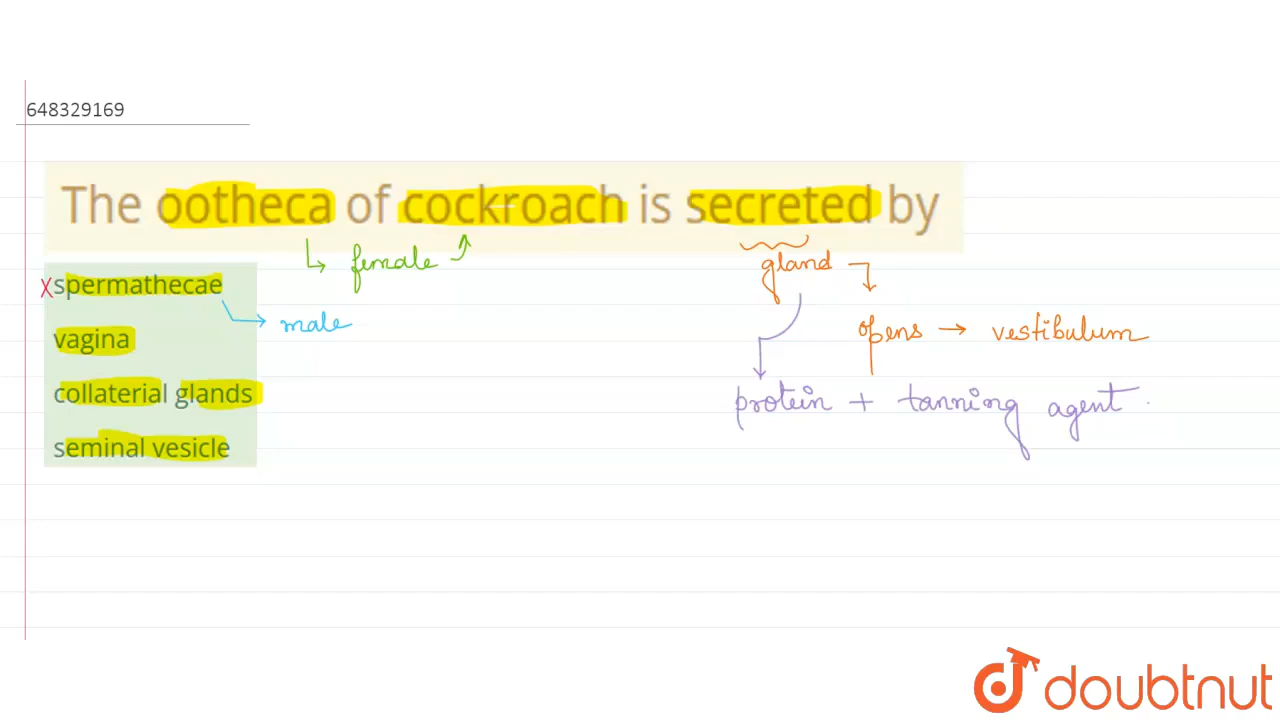 648329169
The ootheca of cockroach is secreted by
female
gland
X spermathecae
male
opens → vestibulum
vagina
collaterial glands
protein + tanning agent
seminal vesicle
doubtnut